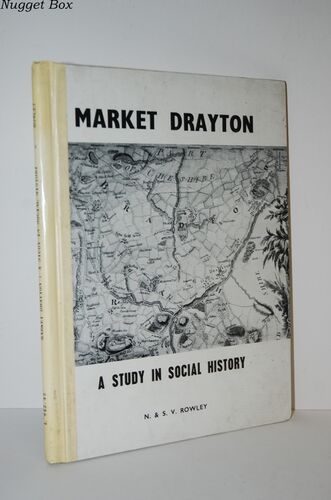 Nugget Box
MARKET DRAYTON
A STUDY IN SOCIAL HISTORY
N. & S. V. ROWLEY